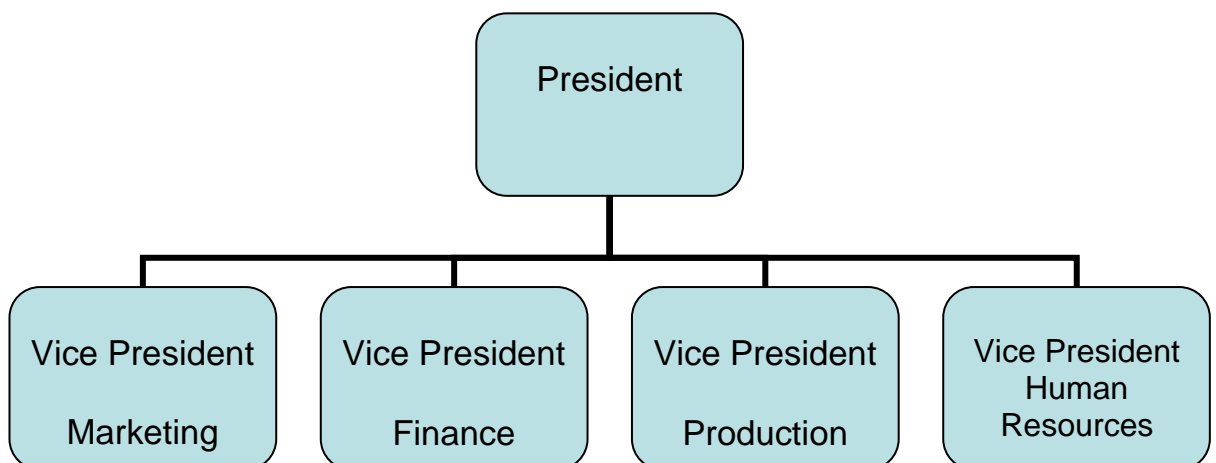 President
Vice President
Marketing
Vice President
Finance
Vice President
Production
Vice President
Human
Resources